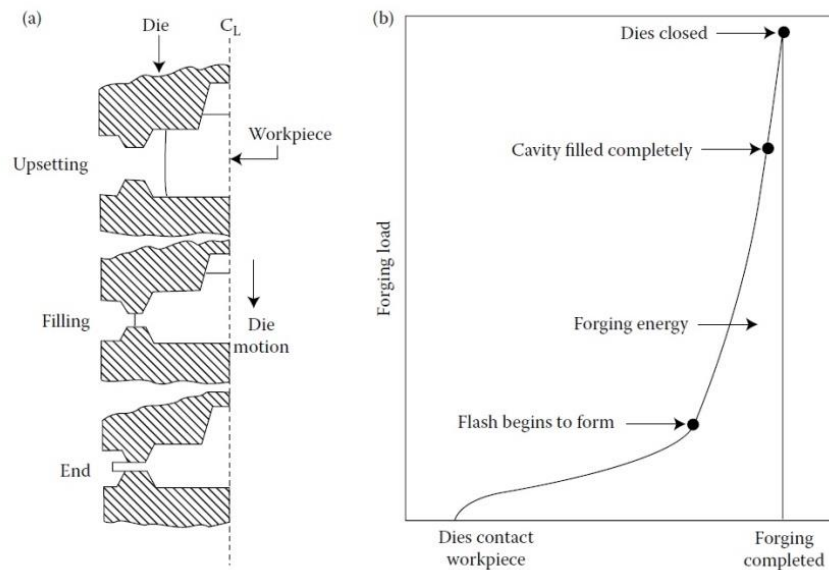 (a)
Die
C_L
Upsetting
Workpiece
Filling
Die
motion
End
(b)
Forging load
Dies closed
Cavity filled completely
Forging energy
Flash begins to form
Dies contact
workpiece
Forging
completed